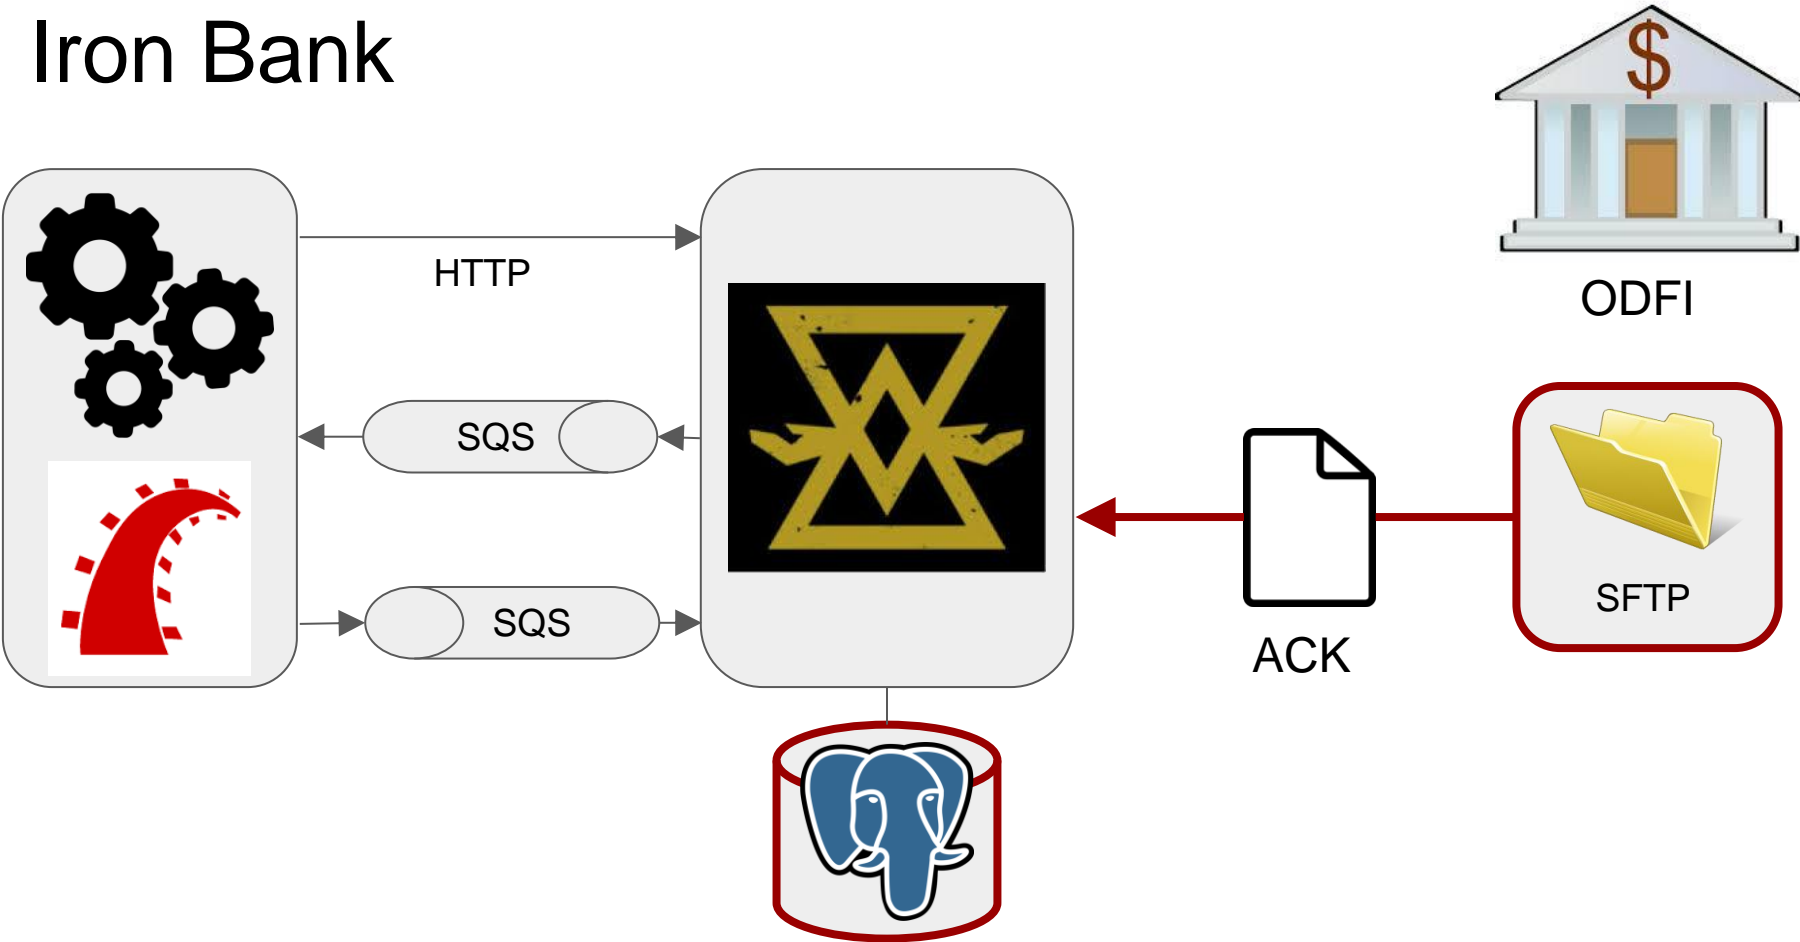 Iron Bank
$
ODFI
HTTP
SQS
SQS
ACK
SFTP